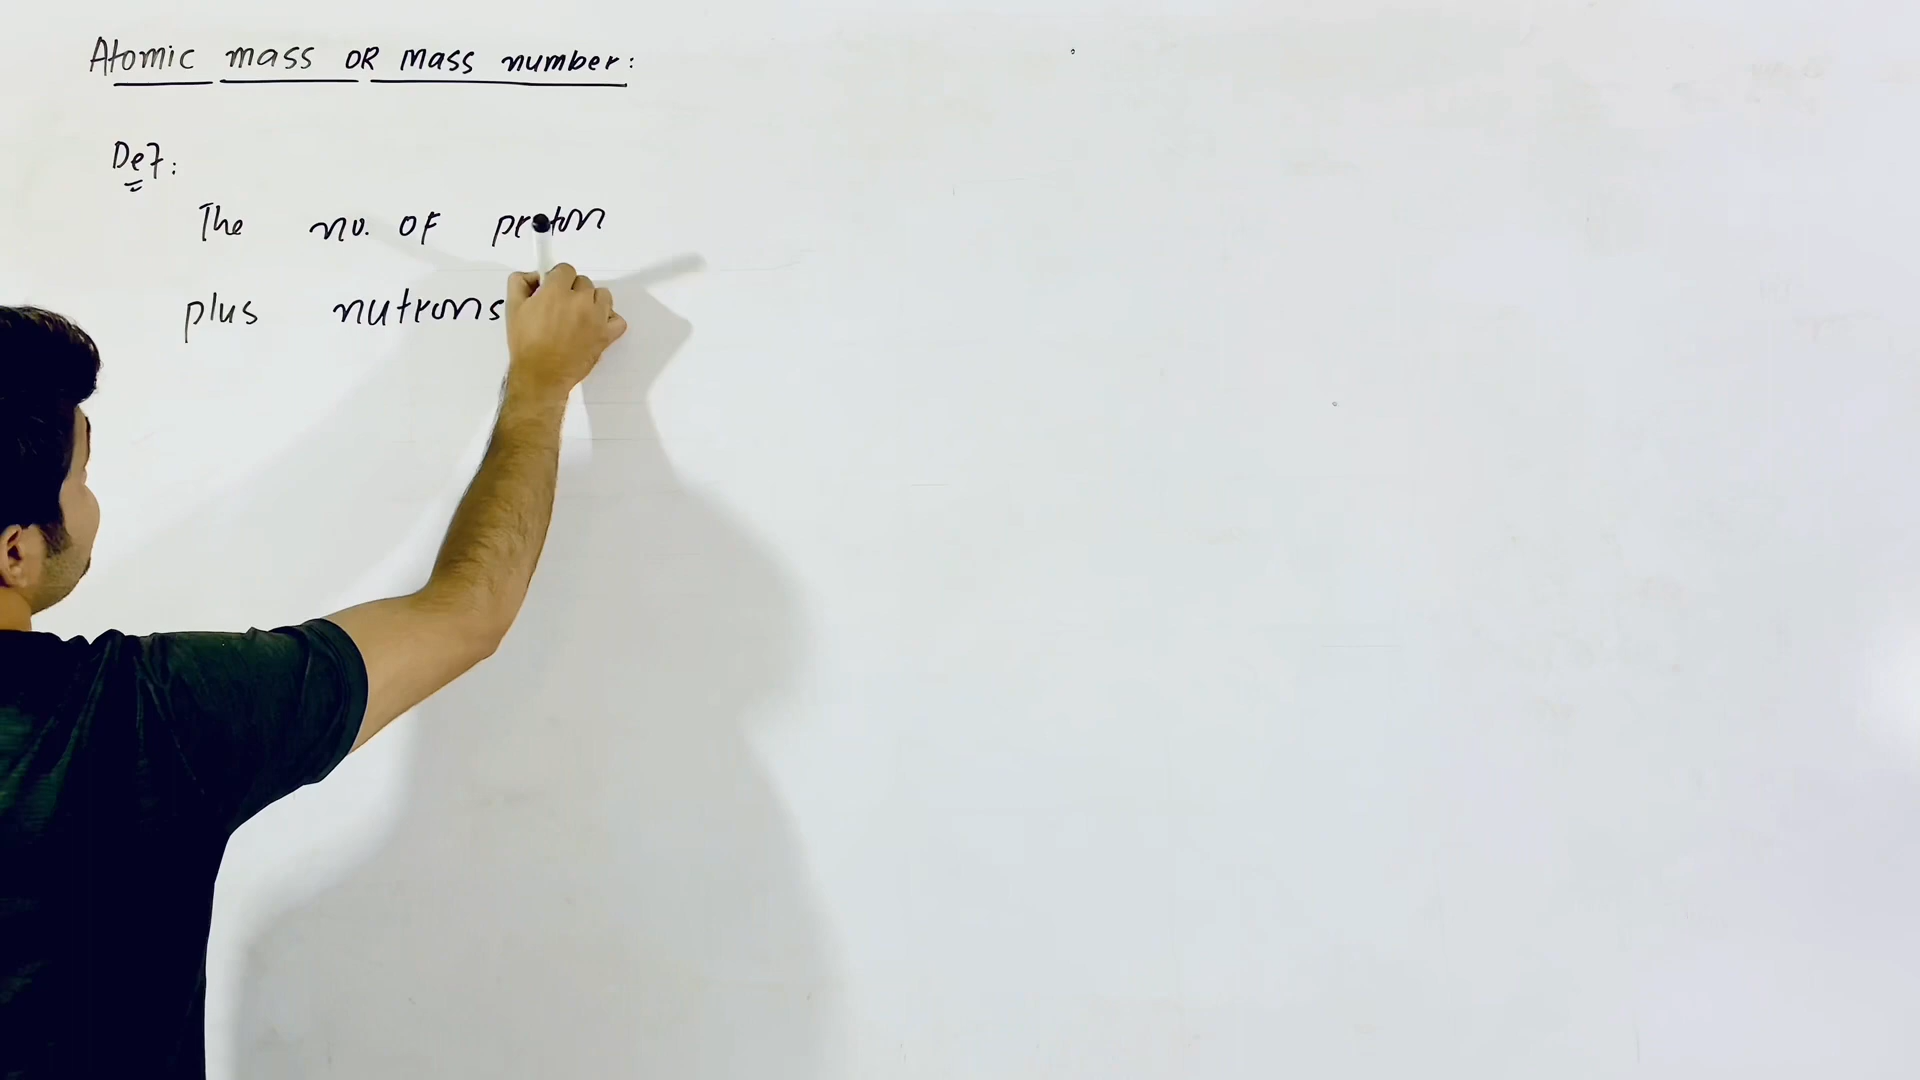 Atomic mass OR mass number:
Def:
The no. of proton
plus nutrons